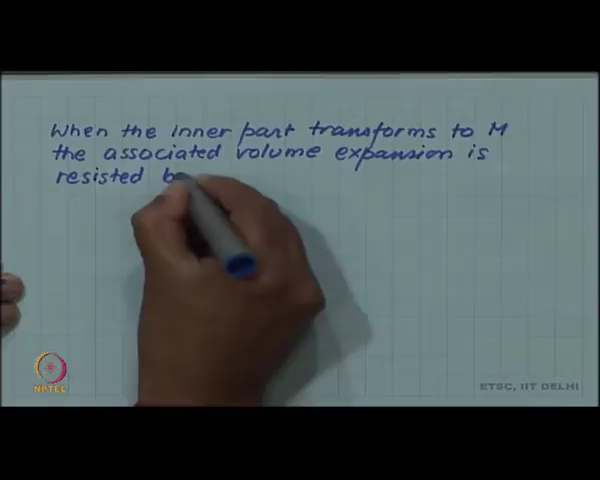 When the inner part transforms to M
the associated volume expansion is
resisted
NPTEL
ETSC, IIT DELHI